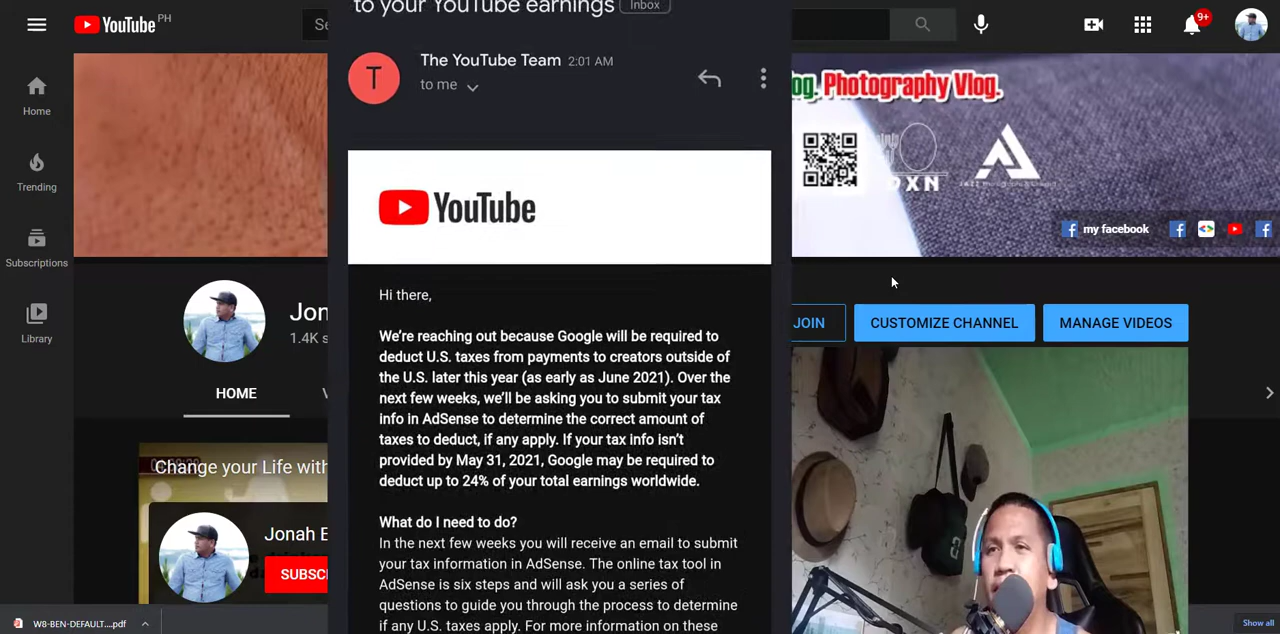 to your YouTube earnings
Inbox
YouTube PH
Se
9+
The YouTube Team 2:01 AM
to me
T
og. Photography Vlog.
DXN
Home
Trending
Subscriptions
Library
YouTube
my facebook
Hi there,
We're reaching out because Google will be required to
deduct U.S. taxes from payments to creators outside of
the U.S. later this year (as early as June 2021). Over the
next few weeks, we'll be asking you to submit your tax
info in AdSense to determine the correct amount of
taxes to deduct, if any apply. If your tax info isn't
provided by May 31, 2021, Google may be required to
deduct up to 24% of your total earnings worldwide.
What do I need to do?
In the next few weeks you will receive an email to submit
your tax information in AdSense. The online tax tool in
AdSense is six steps and will ask you a series of
questions to guide you through the process to determine
if any U.S. taxes apply. For more information on these
Jon
1.4K s
JOIN
CUSTOMIZE CHANNEL
MANAGE VIDEOS
HOME
V
Change your Life with
Jonah E
SUBSC
W8-BEN-DEFAULT....pdf
Show all